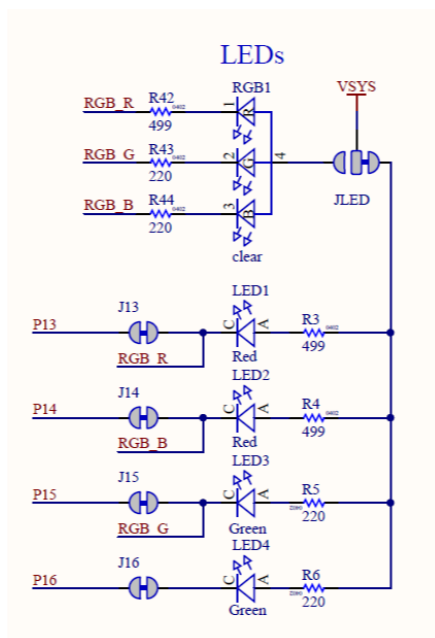 LEDs
RGB1
VSYS
RGB_R R42 0402 499 1 R
RGB_G R43 0402 220 2 G 4
JLED
RGB_B R44 0402 220 3 B
clear
J13 LED1
P13 C A R3 0402 499
RGB_R Red
J14 LED2
P14 C A R4 0402 499
RGB_B Red
J15 LED3
P15 C A R5 0402 220
RGB_G Green
J16 LED4
P16 C A R6 0402 220
Green